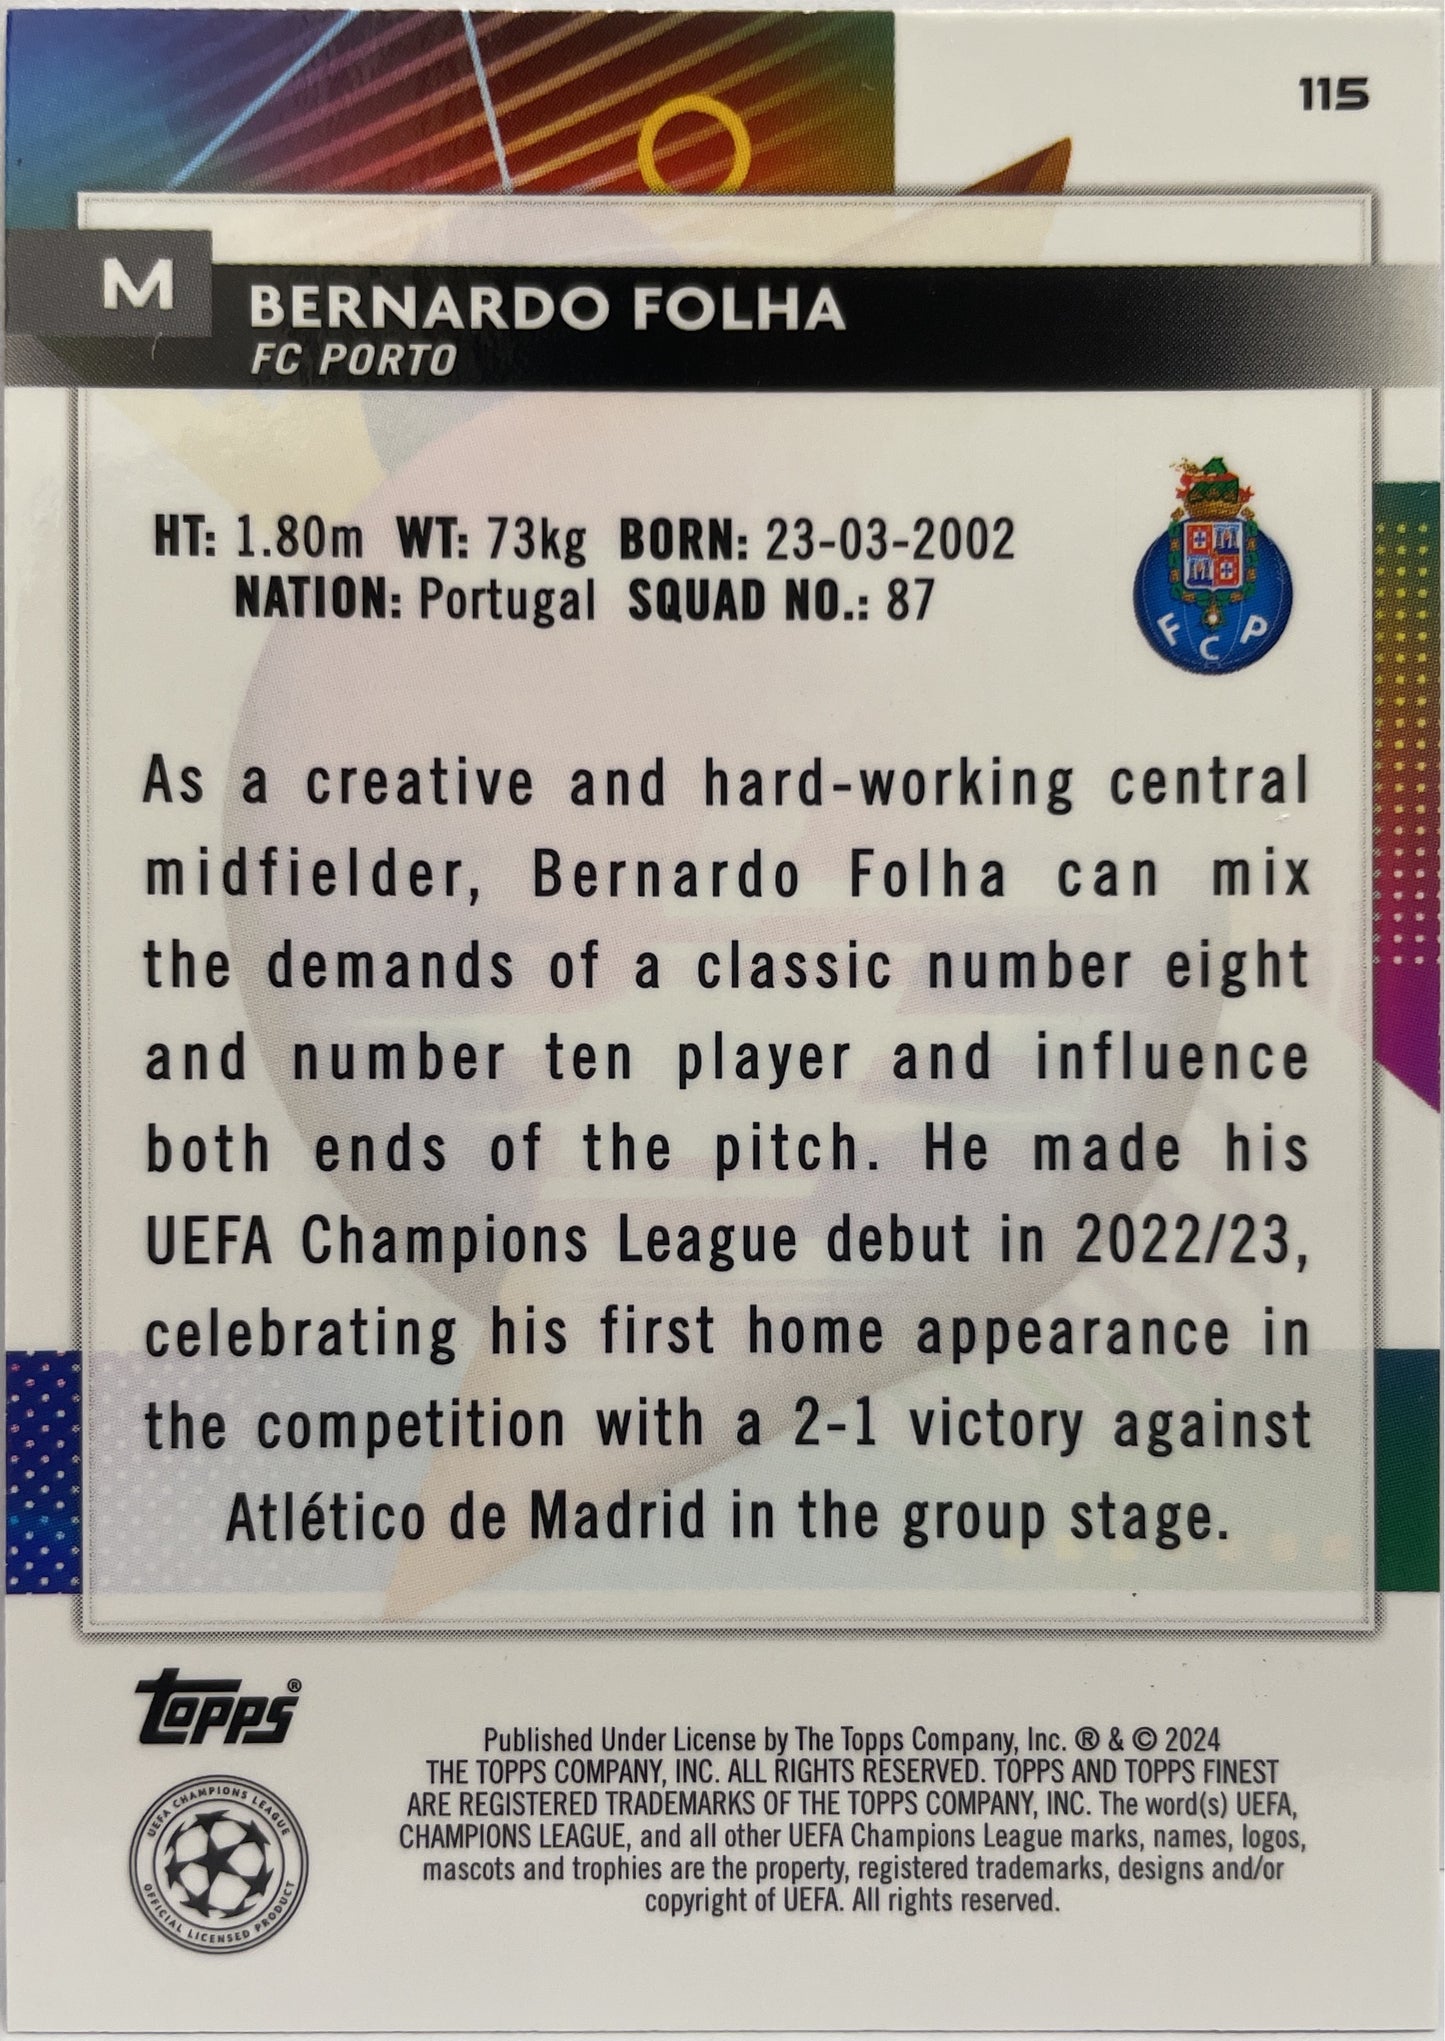 115
M
BERNARDO FOLHA
FC PORTO
HT: 1.80m WT: 73kg BORN: 23-03-2002
NATION: Portugal SQUAD NO.: 87
F C P
As a creative and hard-working central
midfielder, Bernardo Folha can mix
the demands of a classic number eight
and number ten player and influence
both ends of the pitch. He made his
UEFA Champions League debut in 2022/23,
celebrating his first home appearance in
the competition with a 2-1 victory against
Atlético de Madrid in the group stage.
topps®
Published Under License by The Topps Company, Inc. ® & © 2024
THE TOPPS COMPANY, INC. ALL RIGHTS RESERVED. TOPPS AND TOPPS FINEST
ARE REGISTERED TRADEMARKS OF THE TOPPS COMPANY, INC. The word(s) UEFA,
CHAMPIONS LEAGUE, and all other UEFA Champions League marks, names, logos,
mascots and trophies are the property, registered trademarks, designs and/or
copyright of UEFA. All rights reserved.
UEFA CHAMPIONS LEAGUE
OFFICIAL LICENSED PRODUCT